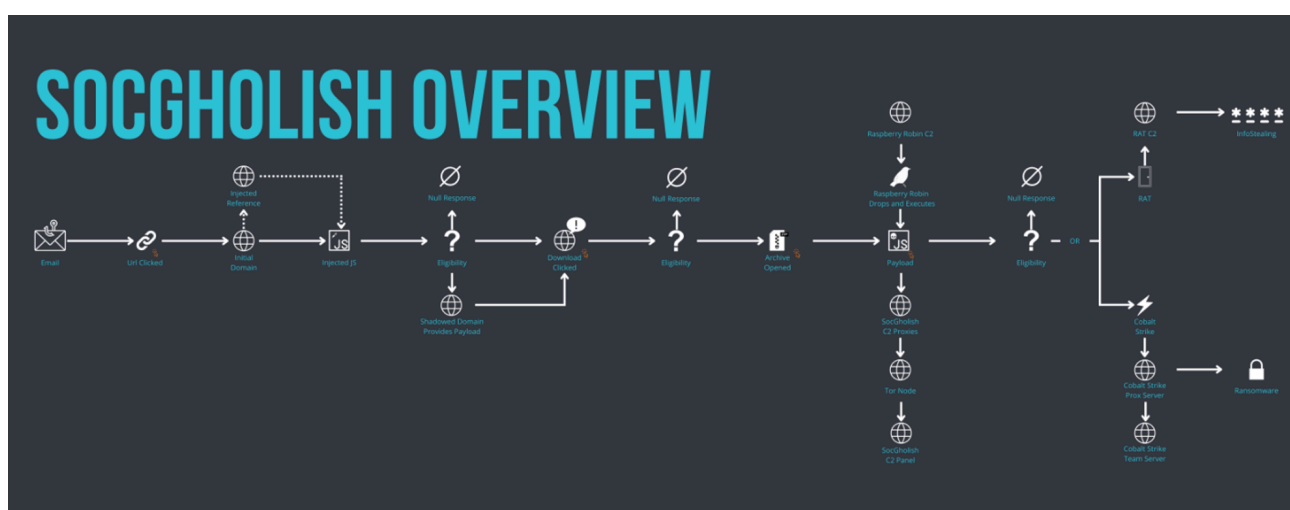 SOCGHOLISH OVERVIEW
Raspberry Robin C2
RAT C2
InfoStealing
Injected
Reference
Null Response
Null Response
Raspberry Robin
Drops and Executes
Null Response
RAT
JS
JS
OR
Email
Url Clicked
Initial
Domain
Injected JS
Eligibility
Download
Clicked
Eligibility
Archive
Opened
Payload
Eligibility
Shadowed Domain
Provides Payload
SocGholish
C2 Proxies
Cobalt
Strike
Tor Node
Cobalt Strike
Prox Server
Ransomware
SocGholish
C2 Panel
Cobalt Strike
Team Server